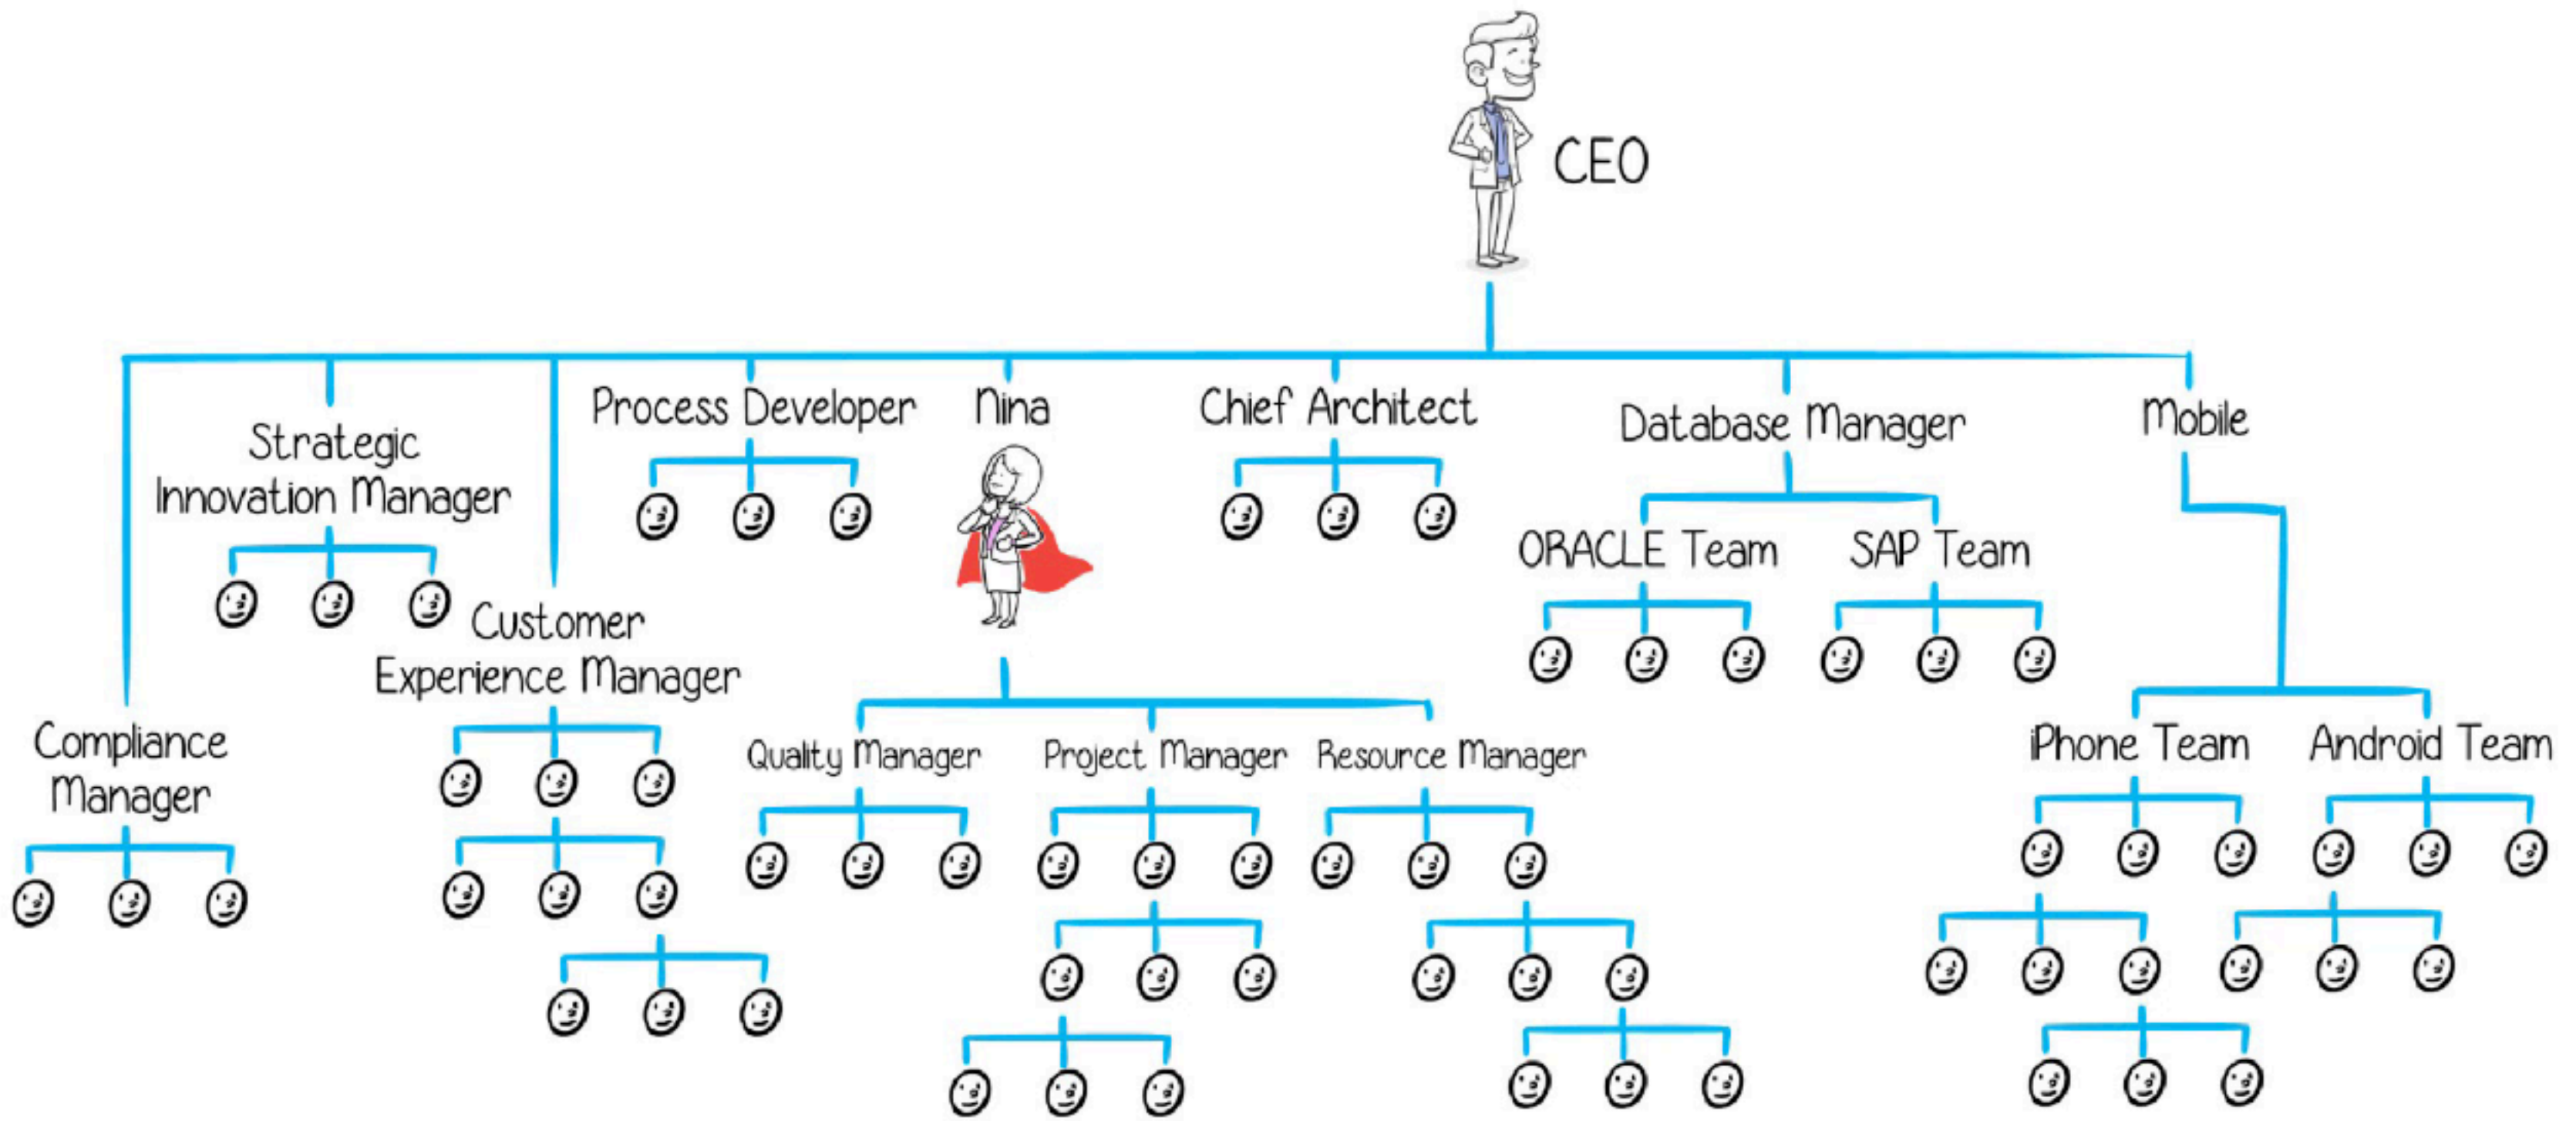 CEO
Process Developer
Nina
Chief Architect
Database Manager
Mobile
Strategic
Innovation Manager
ORACLE Team
SAP Team
Customer
Experience Manager
Compliance
Manager
Quality Manager
Project Manager
Resource Manager
iPhone Team
Android Team